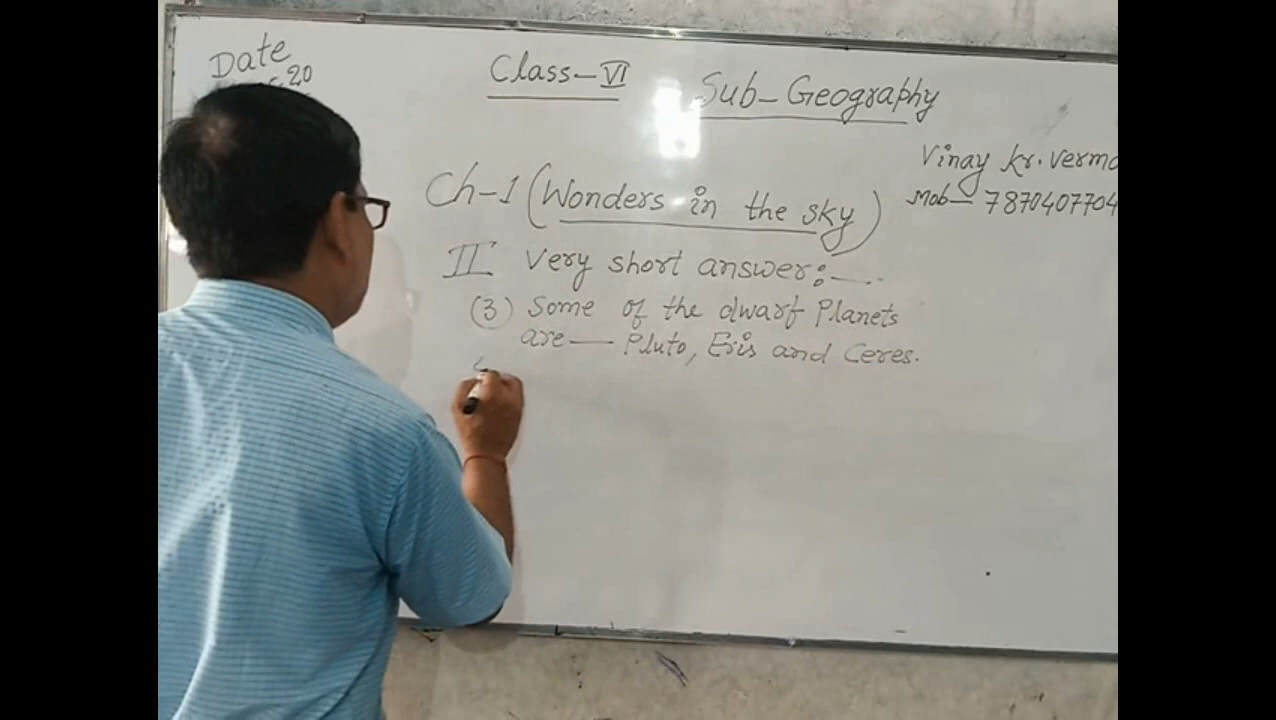 Date
20
Class-VI
Sub-Geography
Vinay Kr. Verma
Mob- 7870407704
Ch-1 (Wonders in the sky)
II Very short answer:-
(3) Some of the dwarf Planets
are - Pluto, Eris and Ceres.